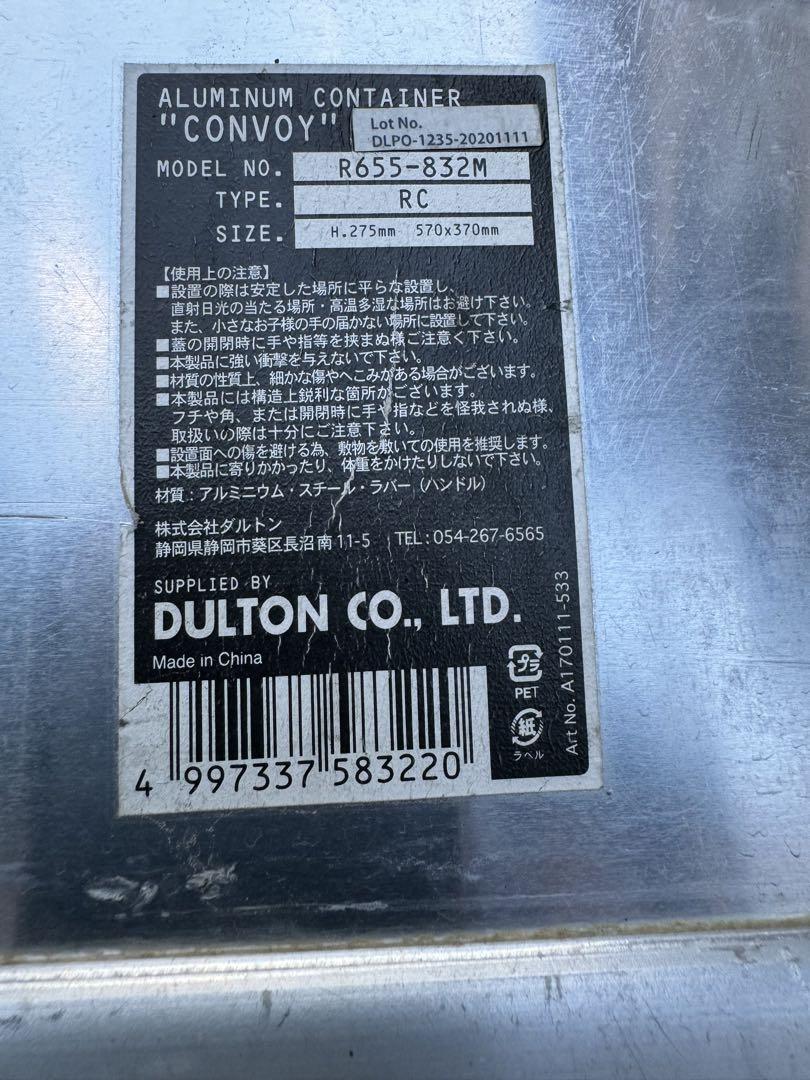 ALUMINUM CONTAINER
"CONVOY"
Lot No.
DLPO-1235-20201111
MODEL NO. R655-832M
TYPE. RC
SIZE. H.275mm 570x370mm
【使用上の注意】
■設置の際は安定した場所に平らな設置し、
直射日光の当たる場所・高温多湿な場所はお避け下さい。
また、小さなお子様の手の届かない場所に設置して下さい。
■蓋の開閉時に手や指等を挟まぬ様ご注意く下さい。
■本製品に強い衝撃を与えないで下さい。
■材質の性質上、細かな傷やへこみがある場合がございます。
■本製品には構造上鋭利な箇所がございます。
フチや角、または開閉時に手や指などを怪我されぬ様、
取扱いの際は十分にご注意下さい。
■設置面への傷を避ける為、敷物を敷いての使用を推奨します。
■本製品に寄りかかったり、体重をかけたりしないで下さい。
材質：アルミニウム・スチール・ラバー（ハンドル）
株式会社ダルトン
静岡県静岡市葵区長沼南11-5 TEL:054-267-6565
SUPPLIED BY
DULTON CO., LTD.
Made in China
プラ
PET
紙
ラベル
Art No. A170111-533
4 997337 583220